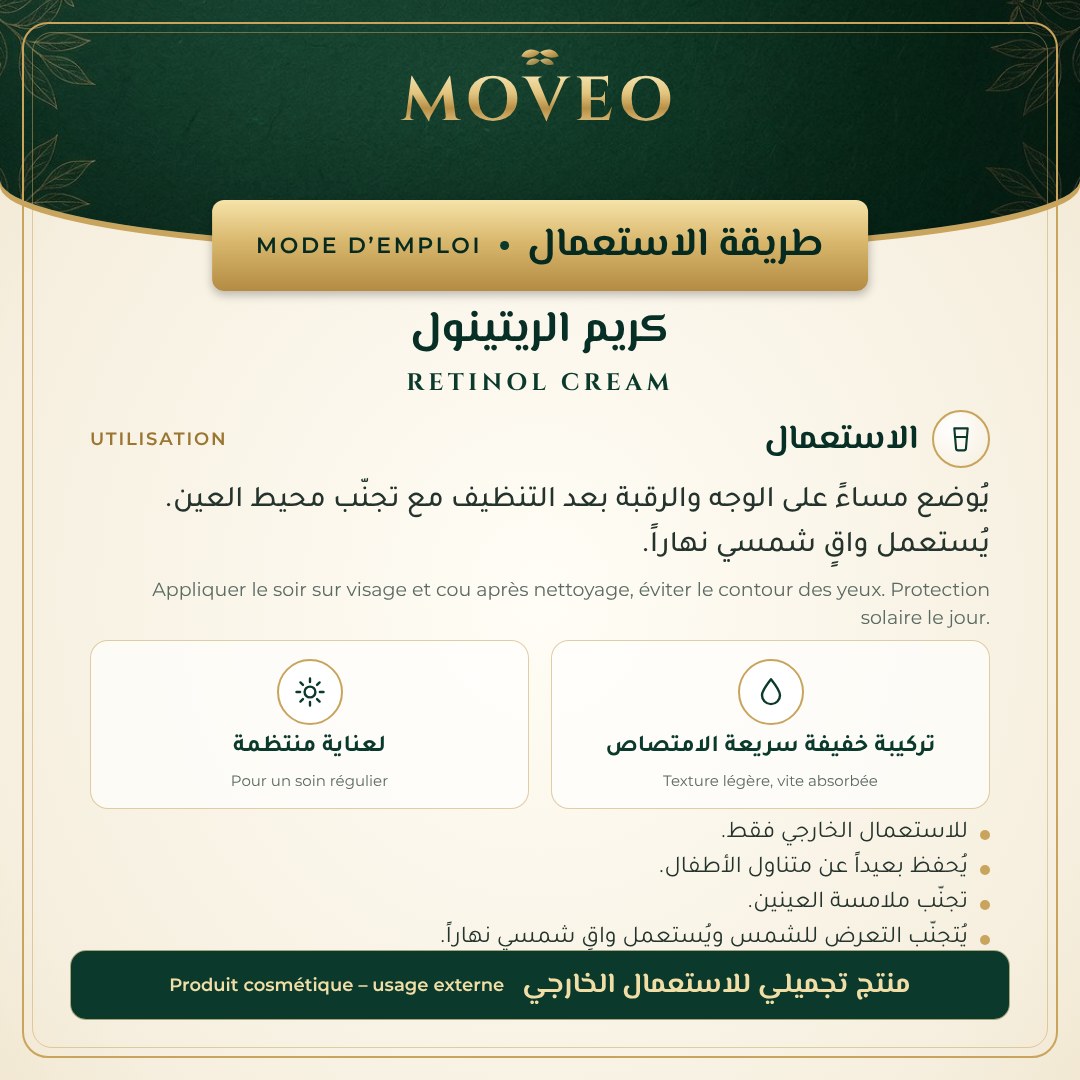 MOVEO
طريقة الاستعمال • MODE D’EMPLOI
كريم الريتينول
RETINOL CREAM
الاستعمال
UTILISATION
يُوضع مساءً على الوجه والرقبة بعد التنظيف مع تجنّب محيط العين.
يُستعمل واقٍ شمسي نهاراً.
Appliquer le soir sur visage et cou après nettoyage, éviter le contour des yeux. Protection
solaire le jour.
تركيبة خفيفة سريعة الامتصاص
Texture légère, vite absorbée
لعناية منتظمة
Pour un soin régulier
للاستعمال الخارجي فقط.
يُحفظ بعيداً عن متناول الأطفال.
تجنّب ملامسة العينين.
يُتجنّب التعرض للشمس ويُستعمل واقٍ شمسي نهاراً.
منتج تجميلي للاستعمال الخارجي Produit cosmétique – usage externe